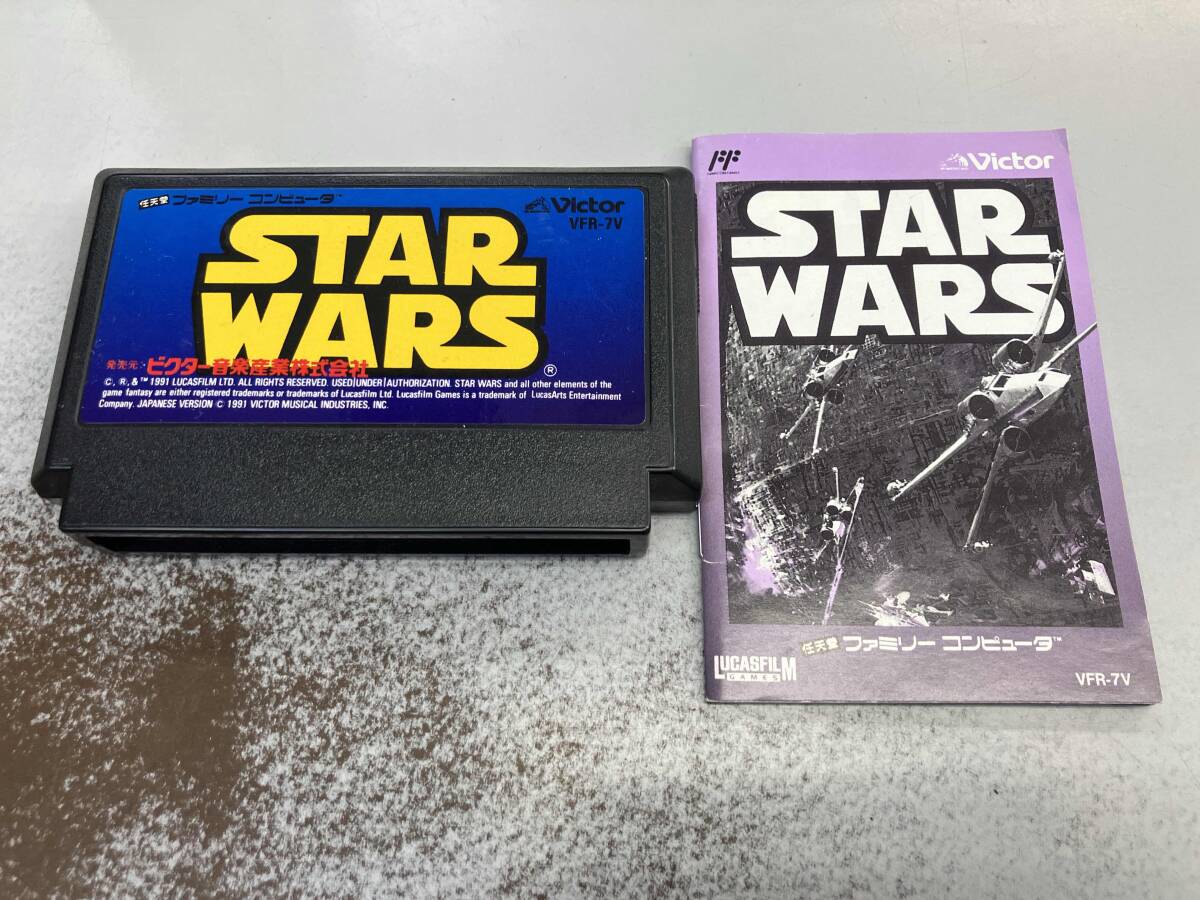 任天堂 ファミリー コンピュータ™
Victor
VFR-7V
STAR
WARS
®
発売元:ビクター音楽産業株式会社
©, ®, & ™ 1991 LUCASFILM LTD. ALL RIGHTS RESERVED. USED UNDER AUTHORIZATION. STAR WARS and all other elements of the
game fantasy are either registered trademarks or trademarks of Lucasfilm Ltd. Lucasfilm Games is a trademark of LucasArts Entertainment
Company. JAPANESE VERSION © 1991 VICTOR MUSICAL INDUSTRIES, INC.
Victor
STAR
WARS
任天堂 ファミリー コンピュータ™
LUCASFILM
GAMES
VFR-7V